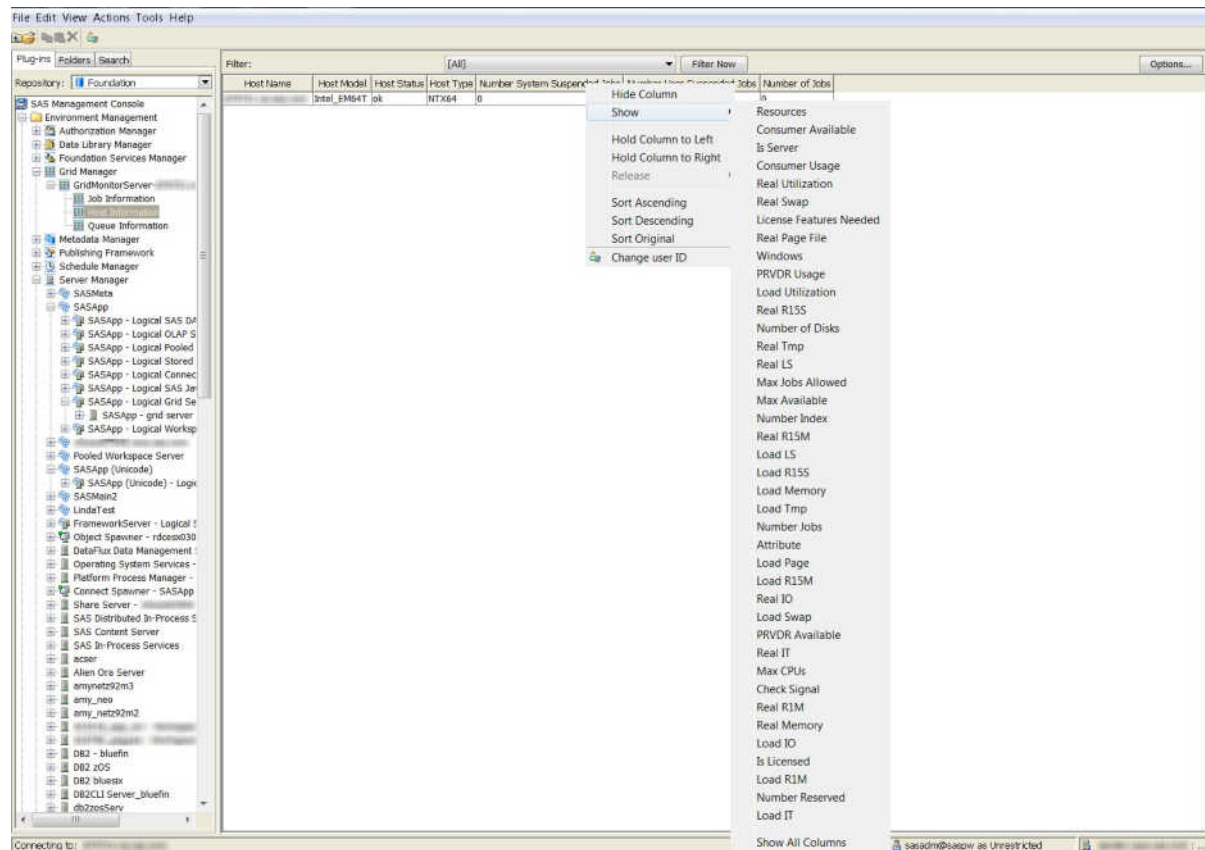 File Edit View Actions Tools Help
Plug-ins Folders Search
Repository: Foundation
SAS Management Console
Environment Management
Authorization Manager
Data Library Manager
Foundation Services Manager
Grid Manager
GridMonitorServer-
Job Information
Host Information
Queue Information
Metadata Manager
Publishing Framework
Schedule Manager
Server Manager
SASMeta
SASApp
SASApp - Logical SAS DA
SASApp - Logical OLAP S
SASApp - Logical Pooled
SASApp - Logical Stored
SASApp - Logical Connec
SASApp - Logical SAS Jav
SASApp - Logical Grid Se
SASApp - grid server
SASApp - Logical Worksp
Pooled Workspace Server
SASApp (Unicode)
SASApp (Unicode) - Logic
SASMain2
LindaTest
FrameworkServer - Logical S
Object Spawner - rdcesx030
DataFlux Data Management S
Operating System Services -
Platform Process Manager -
Connect Spawner - SASApp
Share Server -
SAS Distributed In-Process S
SAS Content Server
SAS In-Process Services
acser
Alien Ora Server
amynetz92m3
amy_neo
amy_netz92m2
DB2 - bluefin
DB2 zOS
DB2 bluesix
DB2CLI Server_bluefin
db2zosServ
Filter: [All] Filter Now Options...
Host Name Host Model Host Status Host Type Number System Suspended Jobs Number User Suspended Jobs Number of Jobs
Intel_EM64T ok NTX64 0 0
Hide Column
Show
Hold Column to Left
Hold Column to Right
Release
Sort Ascending
Sort Descending
Sort Original
Change user ID
Resources
Consumer Available
Is Server
Consumer Usage
Real Utilization
Real Swap
License Features Needed
Real Page File
Windows
PRVDR Usage
Load Utilization
Real R15S
Number of Disks
Real Tmp
Real LS
Max Jobs Allowed
Max Available
Number Index
Real R15M
Load LS
Load R15S
Load Memory
Load Tmp
Number Jobs
Attribute
Load Page
Load R15M
Real IO
Load Swap
PRVDR Available
Real IT
Max CPUs
Check Signal
Real R1M
Real Memory
Load IO
Is Licensed
Load R1M
Number Reserved
Load IT
Show All Columns
Connecting to:
sasadm@saspw as Unrestricted